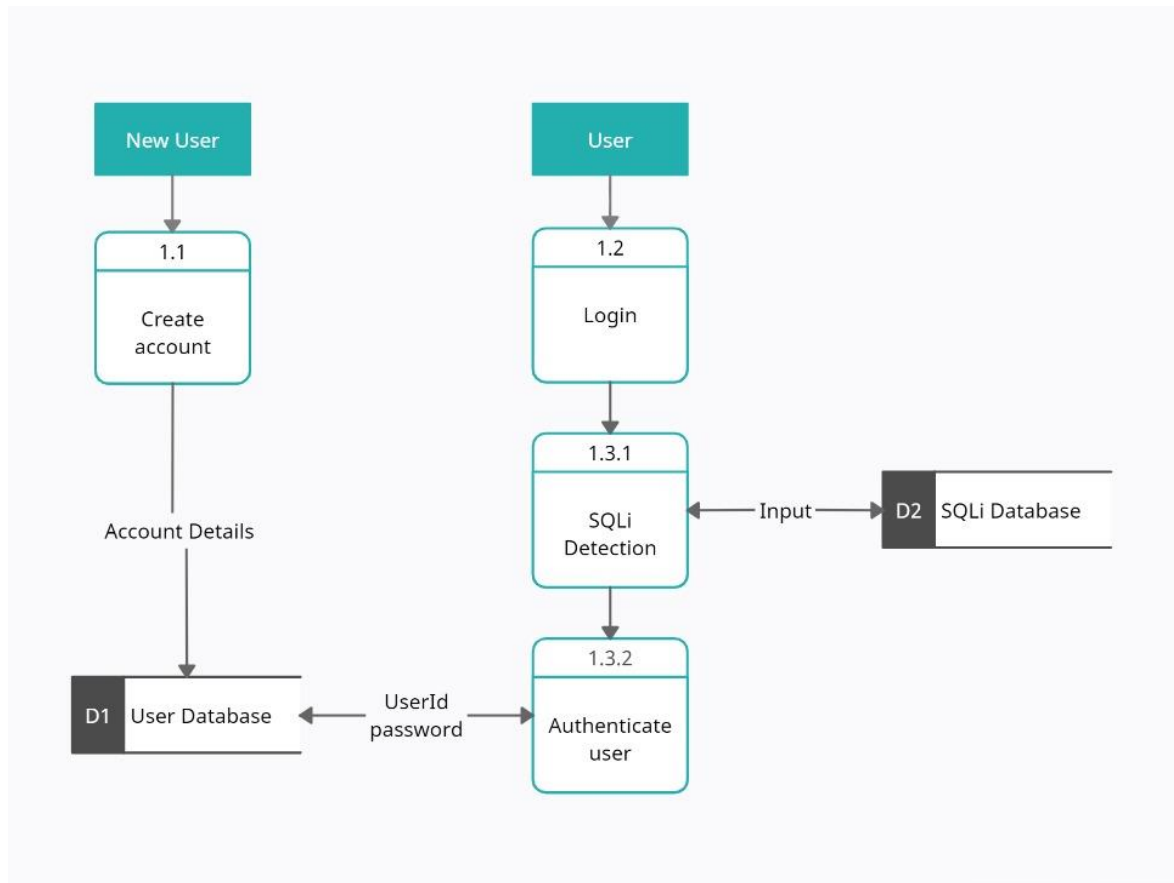 New User
User
1.1
Create
account
1.2
Login
1.3.1
SQLi
Detection
Input
D2
SQLi Database
Account Details
1.3.2
Authenticate
user
UserId
password
D1
User Database